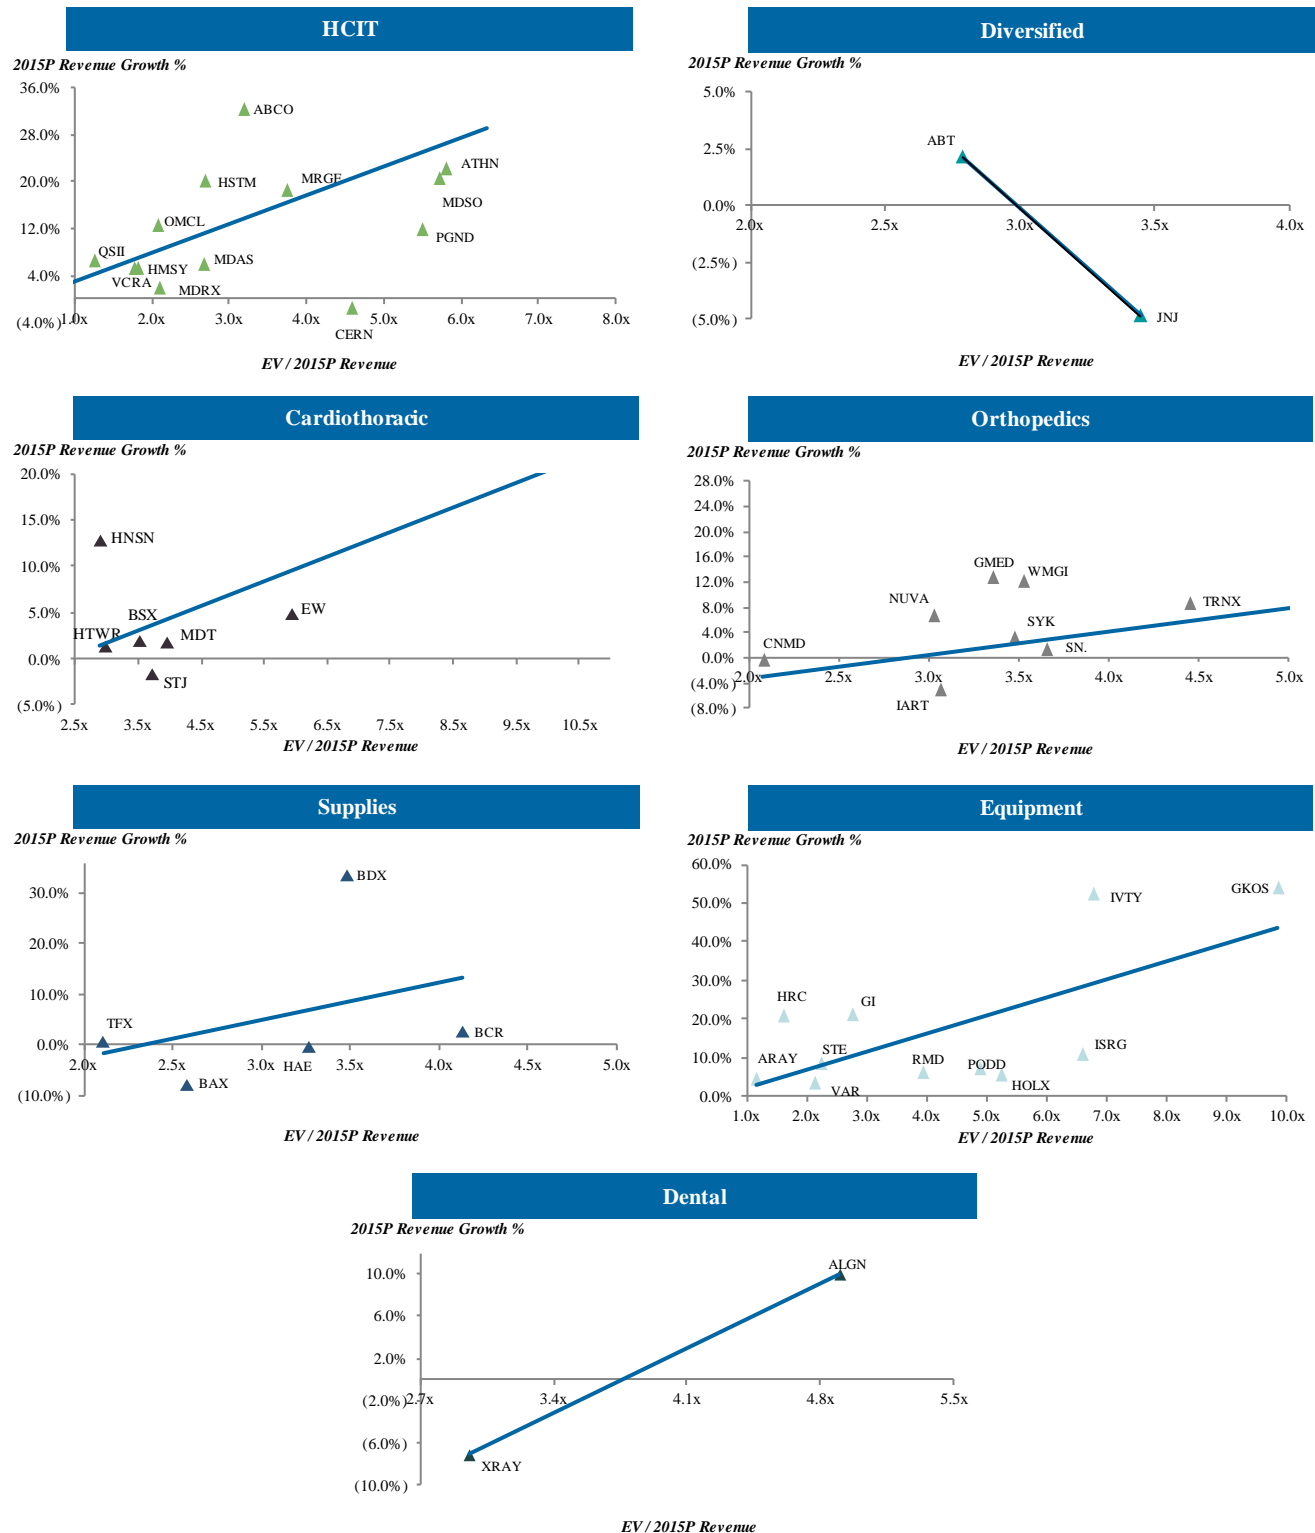 HCIT
2015P Revenue Growth %
36.0%
28.0%
20.0%
12.0%
4.0%
(4.0%)
1.0x 2.0x 3.0x 4.0x 5.0x 6.0x 7.0x 8.0x
ABCO
ATHN
HSTM
MRGE
MDSO
OMCL
PGND
QSII
HMSY
MDAS
VCRA
MDRX
CERN
EV / 2015P Revenue
Diversified
2015P Revenue Growth %
5.0%
2.5%
0.0%
(2.5%)
(5.0%)
2.0x 2.5x 3.0x 3.5x 4.0x
ABT
JNJ
EV / 2015P Revenue
Cardiothoracic
2015P Revenue Growth %
20.0%
15.0%
10.0%
5.0%
0.0%
(5.0%)
HNSN
BSX
EW
HTWR
MDT
STJ
2.5x 3.5x 4.5x 5.5x 6.5x 7.5x 8.5x 9.5x 10.5x
EV / 2015P Revenue
Orthopedics
2015P Revenue Growth %
28.0%
24.0%
20.0%
16.0%
12.0%
8.0%
4.0%
0.0%
(4.0%)
(8.0%)
2.0x 2.5x 3.0x 3.5x 4.0x 4.5x 5.0x
GMED
WMGI
NUVA
TRNX
SYK
CNMD
SN.
IART
EV / 2015P Revenue
Supplies
2015P Revenue Growth %
30.0%
20.0%
10.0%
0.0%
(10.0%)
2.0x 2.5x 3.0x 3.5x 4.0x 4.5x 5.0x
BDX
TFX
BCR
HAE
BAX
EV / 2015P Revenue
Equipment
2015P Revenue Growth %
60.0%
50.0%
40.0%
30.0%
20.0%
10.0%
0.0%
GKOS
IVTY
HRC
GI
ISRG
STE
ARAY
RMD
PODD
HOLX
VAR
1.0x 2.0x 3.0x 4.0x 5.0x 6.0x 7.0x 8.0x 9.0x 10.0x
EV / 2015P Revenue
Dental
2015P Revenue Growth %
10.0%
6.0%
2.0%
(2.0%)
(6.0%)
(10.0%)
2.7x 3.4x 4.1x 4.8x 5.5x
ALGN
XRAY
EV / 2015P Revenue